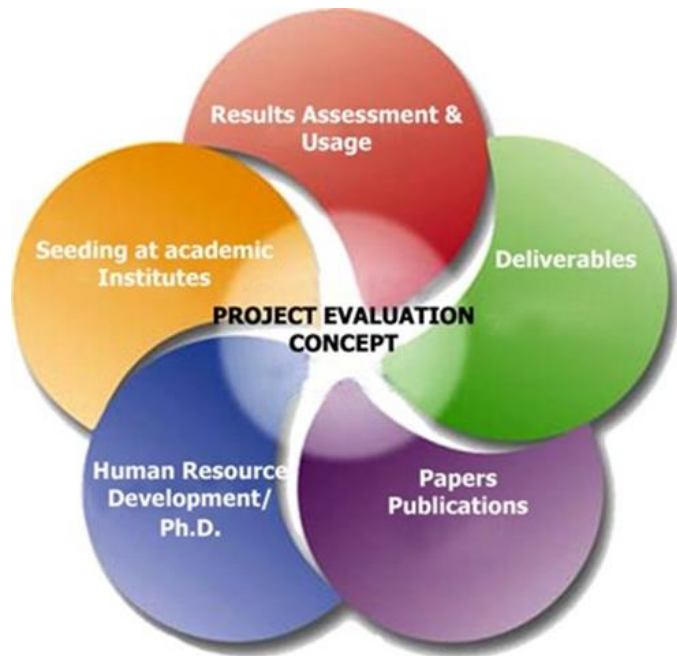 Results Assessment &
Usage
Deliverables
Seeding at academic
Institutes
PROJECT EVALUATION
CONCEPT
Human Resource
Development/
Ph.D.
Papers
Publications